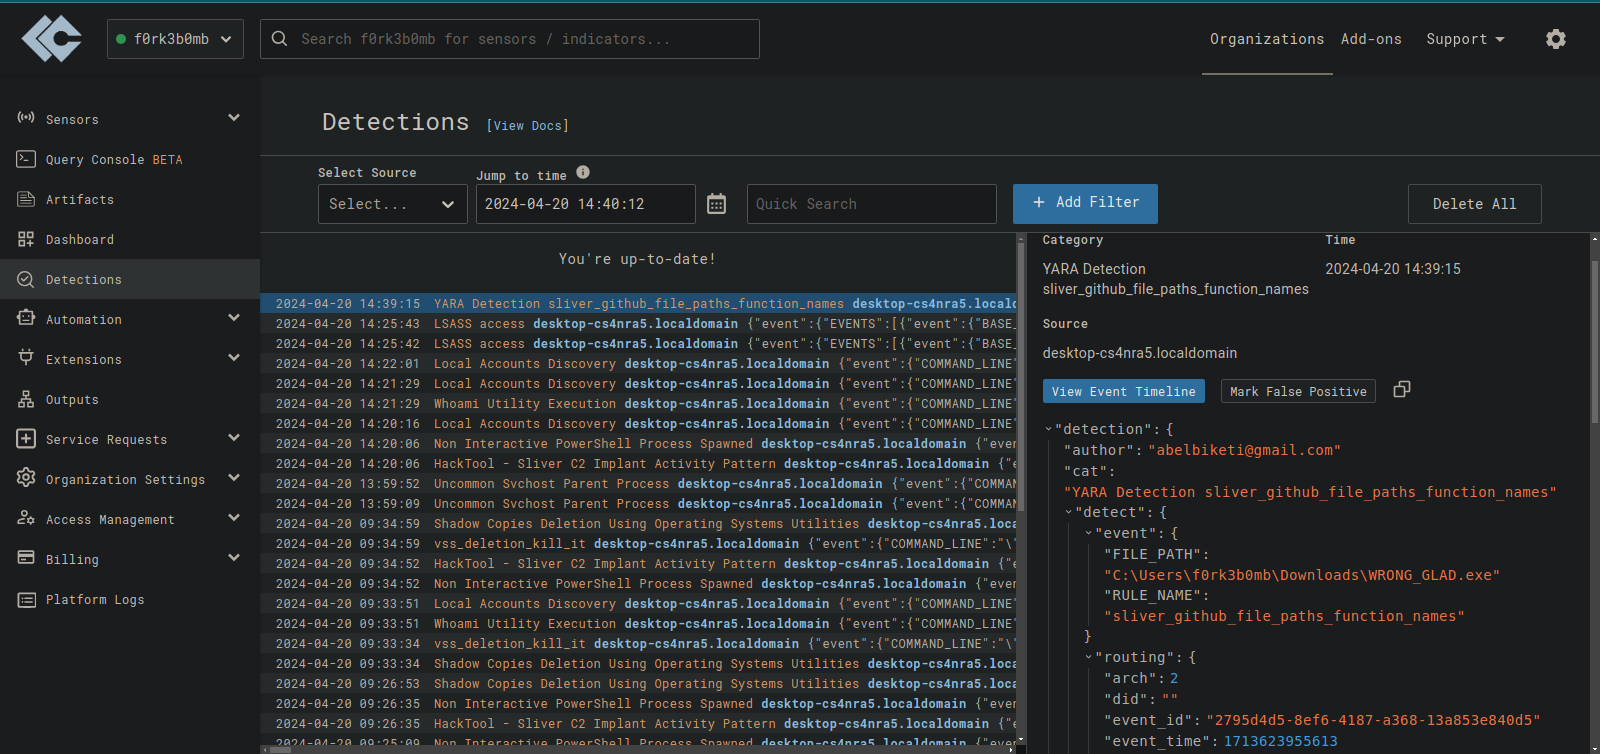 f0rk3b0mb
Search f0rk3b0mb for sensors / indicators...
Organizations Add-ons Support
Sensors
Query Console BETA
Artifacts
Dashboard
Detections
Automation
Extensions
Outputs
Service Requests
Organization Settings
Access Management
Billing
Platform Logs
Detections [View Docs]
Select Source
Select...
Jump to time
2024-04-20 14:40:12
Quick Search
+ Add Filter
Delete All
You're up-to-date!
2024-04-20 14:39:15 YARA Detection sliver_github_file_paths_function_names desktop-cs4nra5.locald
2024-04-20 14:25:43 LSASS access desktop-cs4nra5.localdomain {"event":{"EVENTS":[{"event":{"BASE_
2024-04-20 14:25:42 LSASS access desktop-cs4nra5.localdomain {"event":{"EVENTS":[{"event":{"BASE_
2024-04-20 14:22:01 Local Accounts Discovery desktop-cs4nra5.localdomain {"event":{"COMMAND_LINE"
2024-04-20 14:21:29 Local Accounts Discovery desktop-cs4nra5.localdomain {"event":{"COMMAND_LINE"
2024-04-20 14:21:29 Whoami Utility Execution desktop-cs4nra5.localdomain {"event":{"COMMAND_LINE"
2024-04-20 14:20:16 Local Accounts Discovery desktop-cs4nra5.localdomain {"event":{"COMMAND_LINE"
2024-04-20 14:20:06 Non Interactive PowerShell Process Spawned desktop-cs4nra5.localdomain {"even
2024-04-20 14:20:06 HackTool - Sliver C2 Implant Activity Pattern desktop-cs4nra5.localdomain {"e
2024-04-20 13:59:52 Uncommon Svchost Parent Process desktop-cs4nra5.localdomain {"event":{"COMMAN
2024-04-20 13:59:09 Uncommon Svchost Parent Process desktop-cs4nra5.localdomain {"event":{"COMMAN
2024-04-20 09:34:59 Shadow Copies Deletion Using Operating Systems Utilities desktop-cs4nra5.loca
2024-04-20 09:34:59 vss_deletion_kill_it desktop-cs4nra5.localdomain {"event":{"COMMAND_LINE":"\"
2024-04-20 09:34:52 HackTool - Sliver C2 Implant Activity Pattern desktop-cs4nra5.localdomain {"e
2024-04-20 09:34:52 Non Interactive PowerShell Process Spawned desktop-cs4nra5.localdomain {"even
2024-04-20 09:33:51 Local Accounts Discovery desktop-cs4nra5.localdomain {"event":{"COMMAND_LINE"
2024-04-20 09:33:51 Whoami Utility Execution desktop-cs4nra5.localdomain {"event":{"COMMAND_LINE"
2024-04-20 09:33:34 vss_deletion_kill_it desktop-cs4nra5.localdomain {"event":{"COMMAND_LINE":"\"
2024-04-20 09:33:34 Shadow Copies Deletion Using Operating Systems Utilities desktop-cs4nra5.loca
2024-04-20 09:26:53 Shadow Copies Deletion Using Operating Systems Utilities desktop-cs4nra5.loca
2024-04-20 09:26:35 Non Interactive PowerShell Process Spawned desktop-cs4nra5.localdomain {"even
2024-04-20 09:26:35 HackTool - Sliver C2 Implant Activity Pattern desktop-cs4nra5.localdomain {"e
2024-04-20 09:25:09 Non Interactive PowerShell Process Spawned desktop-cs4nra5.localdomain {"even
Category Time
YARA Detection 2024-04-20 14:39:15
sliver_github_file_paths_function_names
Source
desktop-cs4nra5.localdomain
View Event Timeline Mark False Positive
"detection": {
"author": "abelbiketi@gmail.com"
"cat":
"YARA Detection sliver_github_file_paths_function_names"
"detect": {
"event": {
"FILE_PATH":
"C:\Users\f0rk3b0mb\Downloads\WRONG_GLAD.exe"
"RULE_NAME":
"sliver_github_file_paths_function_names"
}
"routing": {
"arch": 2
"did": ""
"event_id": "2795d4d5-8ef6-4187-a368-13a853e840d5"
"event_time": 1713623955613